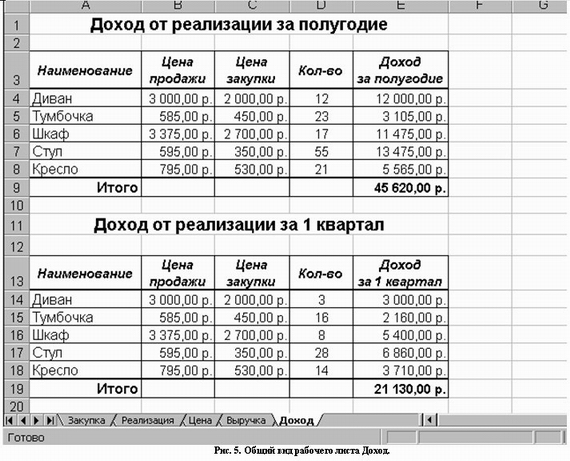 A B C D E F G
1 Доход от реализации за полугодие
2
3 Наименование Цена продажи Цена закупки Кол-во Доход за полугодие
4 Диван 3 000,00 р. 2 000,00 р. 12 12 000,00 р.
5 Тумбочка 585,00 р. 450,00 р. 23 3 105,00 р.
6 Шкаф 3 375,00 р. 2 700,00 р. 17 11 475,00 р.
7 Стул 595,00 р. 350,00 р. 55 13 475,00 р.
8 Кресло 795,00 р. 530,00 р. 21 5 565,00 р.
9 Итого 45 620,00 р.
10
11 Доход от реализации за 1 квартал
12
13 Наименование Цена продажи Цена закупки Кол-во Доход за 1 квартал
14 Диван 3 000,00 р. 2 000,00 р. 3 3 000,00 р.
15 Тумбочка 585,00 р. 450,00 р. 16 2 160,00 р.
16 Шкаф 3 375,00 р. 2 700,00 р. 8 5 400,00 р.
17 Стул 595,00 р. 350,00 р. 28 6 860,00 р.
18 Кресло 795,00 р. 530,00 р. 14 3 710,00 р.
19 Итого 21 130,00 р.
20
Закупка Реализация Цена Выручка Доход
Готово
Рис. 5. Общий вид рабочего листа Доход.